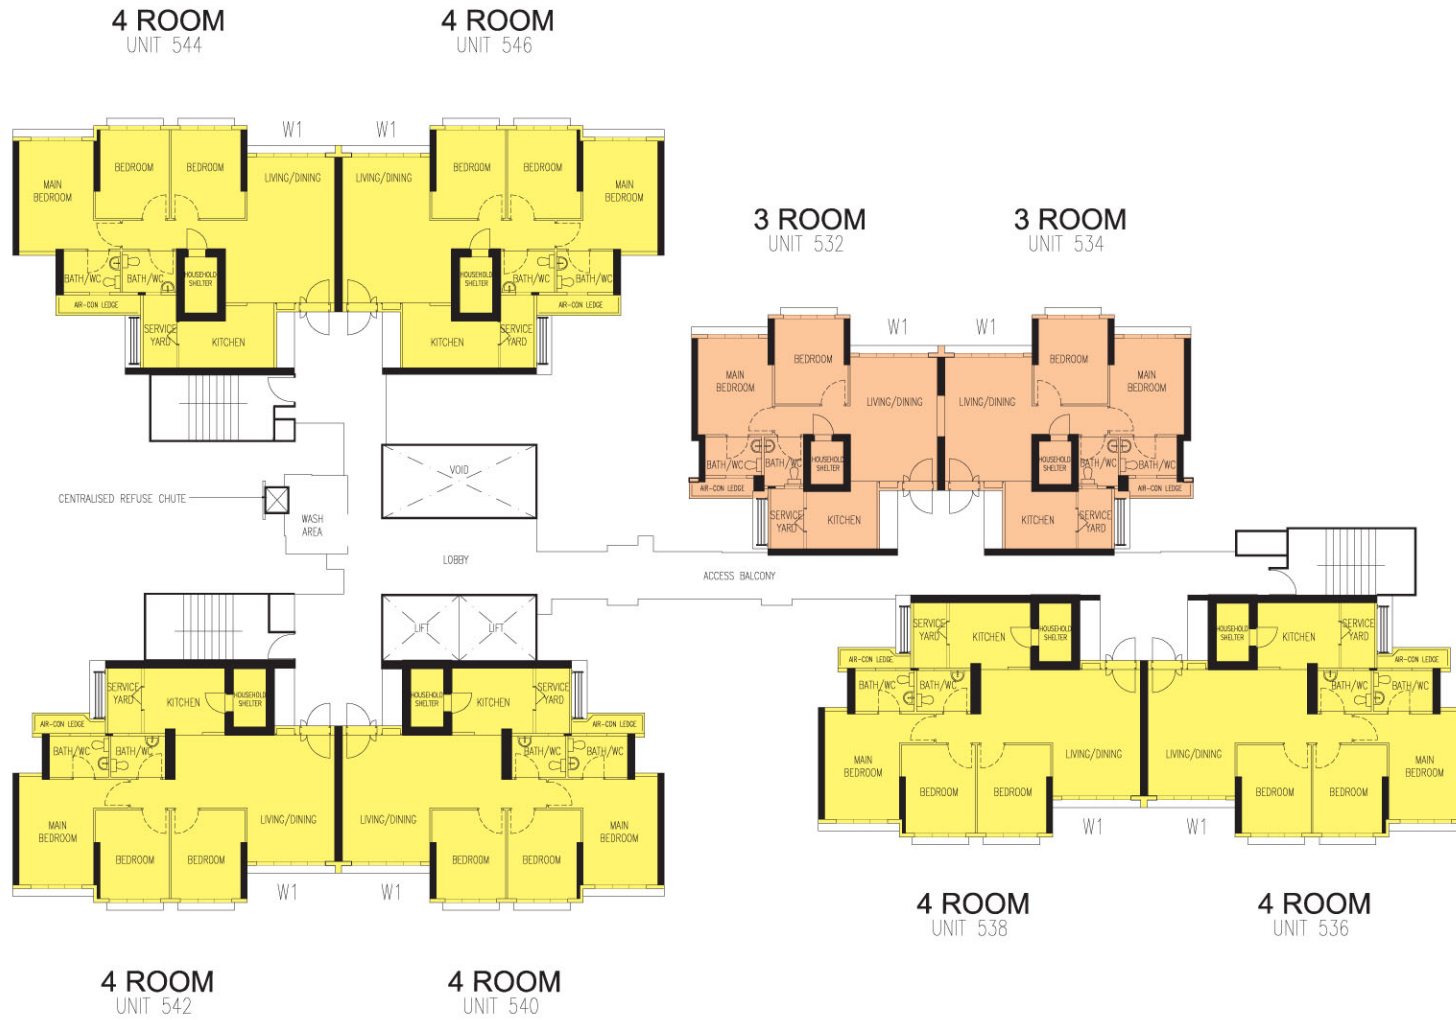 4 ROOM
UNIT 544
4 ROOM
UNIT 546
W1
W1
MAIN
BEDROOM
BEDROOM
BEDROOM
LIVING/DINING
LIVING/DINING
BEDROOM
BEDROOM
MAIN
BEDROOM
BATH/WC
BATH/WC
HOUSEHOLD
SHELTER
HOUSEHOLD
SHELTER
BATH/WC
BATH/WC
AIR-CON LEDGE
AIR-CON LEDGE
SERVICE
YARD
KITCHEN
KITCHEN
SERVICE
YARD
3 ROOM
UNIT 532
3 ROOM
UNIT 534
W1
W1
MAIN
BEDROOM
BEDROOM
LIVING/DINING
LIVING/DINING
BEDROOM
MAIN
BEDROOM
BATH/WC
BATH/WC
HOUSEHOLD
SHELTER
HOUSEHOLD
SHELTER
BATH/WC
BATH/WC
AIR-CON LEDGE
AIR-CON LEDGE
SERVICE
YARD
KITCHEN
KITCHEN
SERVICE
YARD
VOID
CENTRALISED REFUSE CHUTE
WASH
AREA
LOBBY
ACCESS BALCONY
LIFT
LIFT
SERVICE
YARD
KITCHEN
HOUSEHOLD
SHELTER
HOUSEHOLD
SHELTER
KITCHEN
SERVICE
YARD
AIR-CON LEDGE
AIR-CON LEDGE
BATH/WC
BATH/WC
BATH/WC
BATH/WC
MAIN
BEDROOM
BEDROOM
BEDROOM
LIVING/DINING
LIVING/DINING
BEDROOM
BEDROOM
MAIN
BEDROOM
W1
W1
4 ROOM
UNIT 538
4 ROOM
UNIT 536
SERVICE
YARD
KITCHEN
HOUSEHOLD
SHELTER
HOUSEHOLD
SHELTER
KITCHEN
SERVICE
YARD
AIR-CON LEDGE
AIR-CON LEDGE
BATH/WC
BATH/WC
BATH/WC
BATH/WC
MAIN
BEDROOM
BEDROOM
BEDROOM
LIVING/DINING
LIVING/DINING
BEDROOM
BEDROOM
MAIN
BEDROOM
W1
W1
4 ROOM
UNIT 542
4 ROOM
UNIT 540